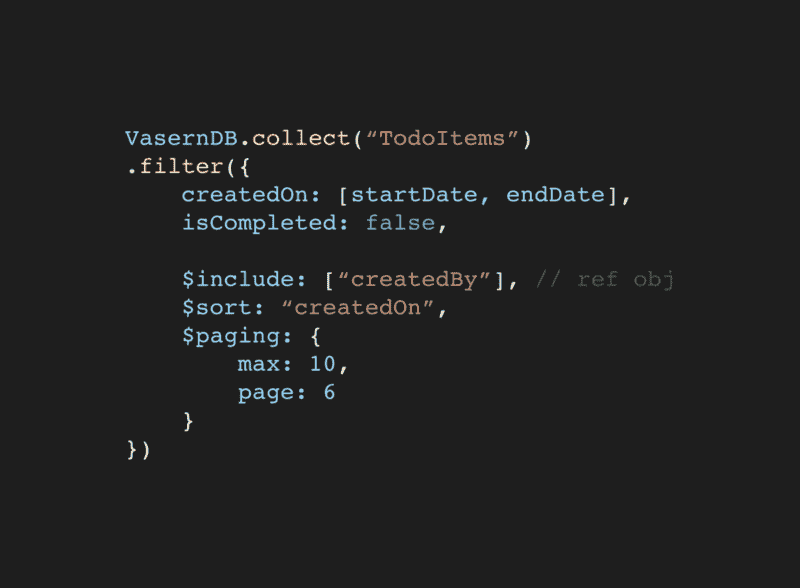 VasernDB.collect(“TodoItems”)
.filter({
    createdOn: [startDate, endDate],
    isCompleted: false,

    $include: [“createdBy”], // ref obj
    $sort: “createdOn”,
    $paging: {
        max: 10,
        page: 6
    }
})